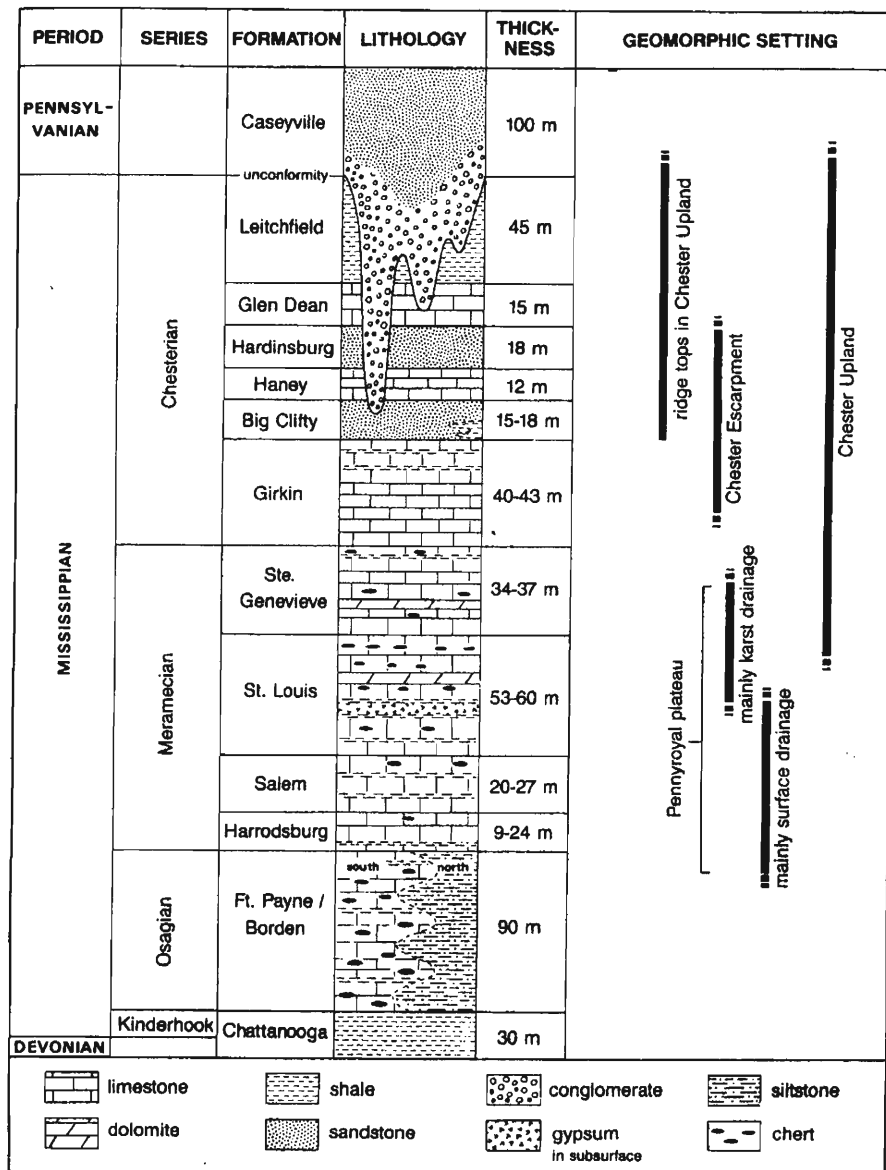 PERIOD
SERIES
FORMATION
LITHOLOGY
THICK-
NESS
GEOMORPHIC SETTING
PENNSYL-
VANIAN
Caseyville
100 m
unconformity
MISSISSIPPIAN
Chesterian
Leitchfield
45 m
Glen Dean
15 m
Hardinsburg
18 m
Haney
12 m
Big Clifty
15-18 m
Girkin
40-43 m
Meramecian
Ste.
Genevieve
34-37 m
St. Louis
53-60 m
Salem
20-27 m
Harrodsburg
9-24 m
Osagian
Ft. Payne /
Borden
south north
90 m
Kinderhook
Chattanooga
30 m
DEVONIAN
ridge tops in Chester Upland
Chester Escarpment
Chester Upland
Pennyroyal plateau
mainly karst drainage
mainly surface drainage
limestone
shale
conglomerate
siltstone
dolomite
sandstone
gypsum
in subsurface
chert